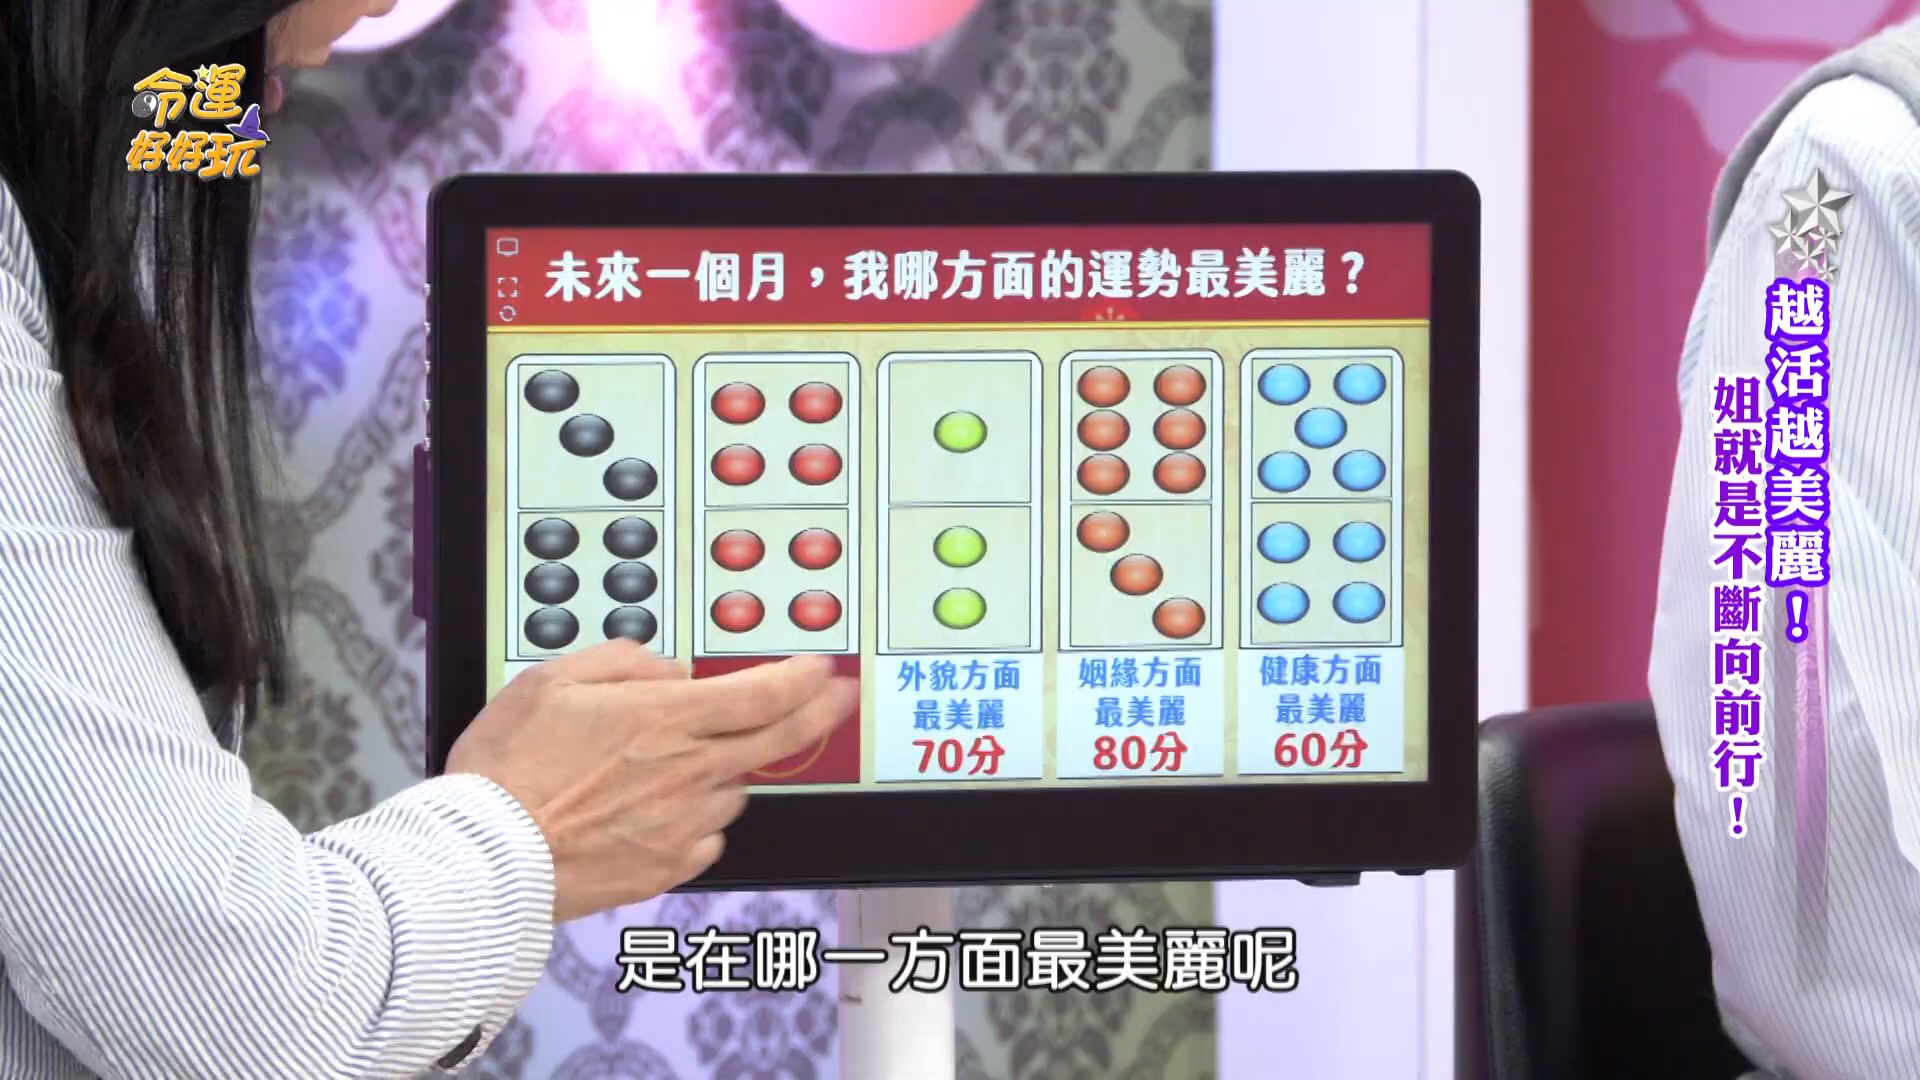 命運
好好玩
未來一個月，我哪方面的運勢最美麗？
外貌方面
最美麗
70分
姻緣方面
最美麗
80分
健康方面
最美麗
60分
越活越美麗！
姐就是不斷向前行！
是在哪一方面最美麗呢